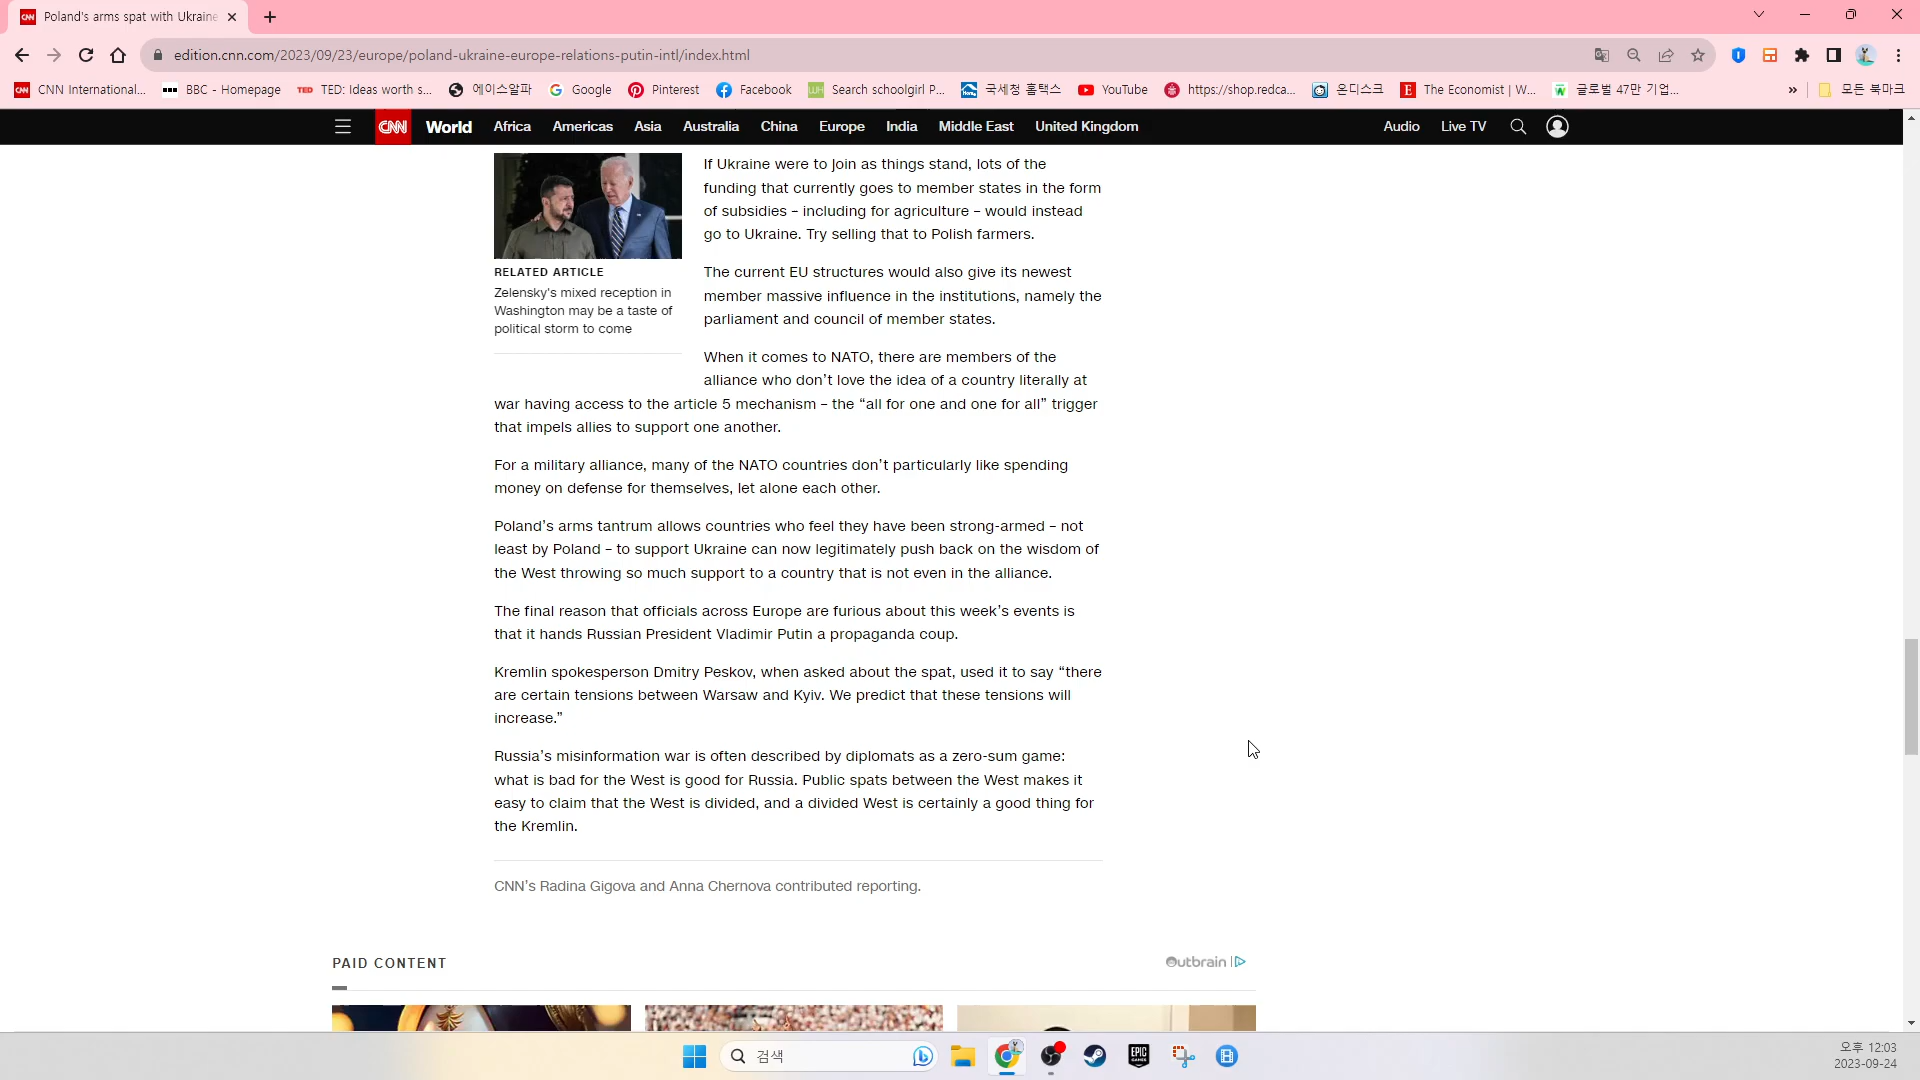 CNN Poland's arms spat with Ukraine
edition.cnn.com/2023/09/23/europe/poland-ukraine-europe-relations-putin-intl/index.html
CNN CNN International... BBC - Homepage TED TED: Ideas worth s... 에이스알파 Google Pinterest Facebook WH Search schoolgirl P... 국세청 홈택스 YouTube https://shop.redca... 온디스크 E The Economist | W... 글로벌 47만 기업... » 모든 북마크
CNN World Africa Americas Asia Australia China Europe India Middle East United Kingdom Audio Live TV
If Ukraine were to join as things stand, lots of the
funding that currently goes to member states in the form
of subsidies – including for agriculture – would instead
go to Ukraine. Try selling that to Polish farmers.
RELATED ARTICLE
Zelensky's mixed reception in
Washington may be a taste of
political storm to come
The current EU structures would also give its newest
member massive influence in the institutions, namely the
parliament and council of member states.
When it comes to NATO, there are members of the
alliance who don't love the idea of a country literally at
war having access to the article 5 mechanism – the “all for one and one for all” trigger
that impels allies to support one another.
For a military alliance, many of the NATO countries don't particularly like spending
money on defense for themselves, let alone each other.
Poland's arms tantrum allows countries who feel they have been strong-armed – not
least by Poland – to support Ukraine can now legitimately push back on the wisdom of
the West throwing so much support to a country that is not even in the alliance.
The final reason that officials across Europe are furious about this week's events is
that it hands Russian President Vladimir Putin a propaganda coup.
Kremlin spokesperson Dmitry Peskov, when asked about the spat, used it to say “there
are certain tensions between Warsaw and Kyiv. We predict that these tensions will
increase.”
Russia's misinformation war is often described by diplomats as a zero-sum game:
what is bad for the West is good for Russia. Public spats between the West makes it
easy to claim that the West is divided, and a divided West is certainly a good thing for
the Kremlin.
CNN's Radina Gigova and Anna Chernova contributed reporting.
PAID CONTENT
Outbrain
검색
EPIC GAMES
오후 12:03
2023-09-24